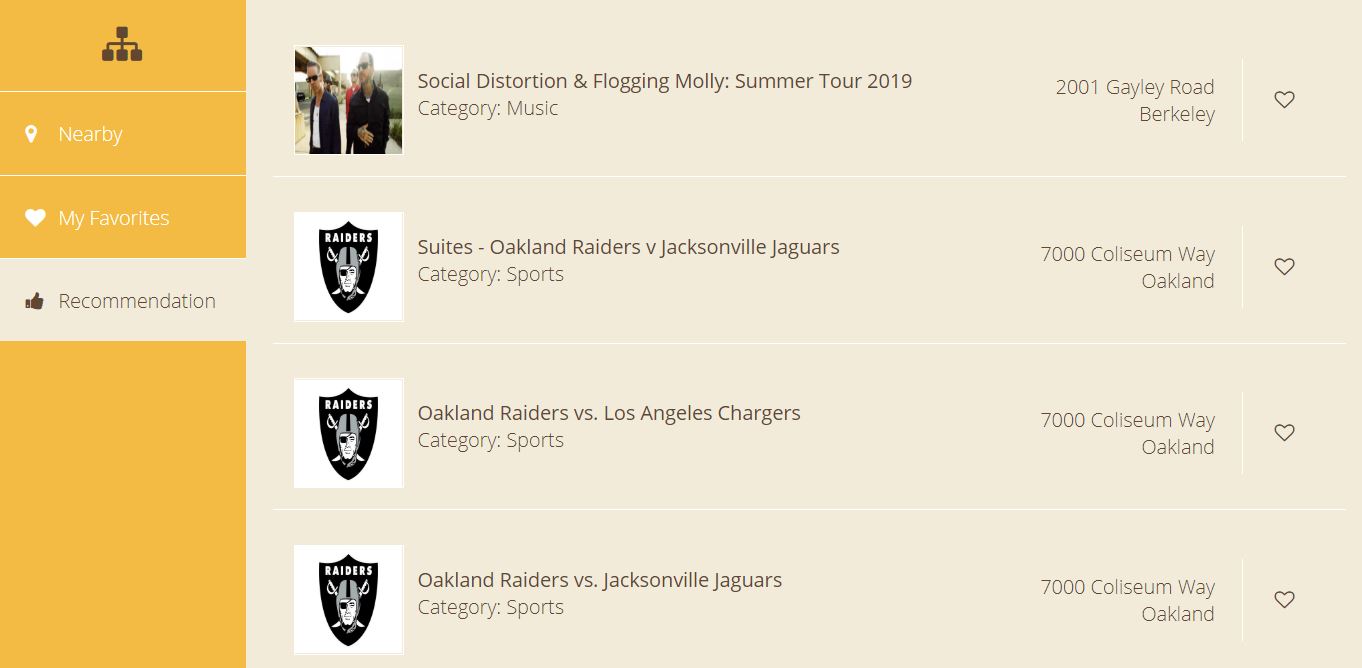 Nearby
My Favorites
Recommendation
Social Distortion & Flogging Molly: Summer Tour 2019
Category: Music
2001 Gayley Road
Berkeley
RAIDERS
Suites - Oakland Raiders v Jacksonville Jaguars
Category: Sports
7000 Coliseum Way
Oakland
RAIDERS
Oakland Raiders vs. Los Angeles Chargers
Category: Sports
7000 Coliseum Way
Oakland
RAIDERS
Oakland Raiders vs. Jacksonville Jaguars
Category: Sports
7000 Coliseum Way
Oakland